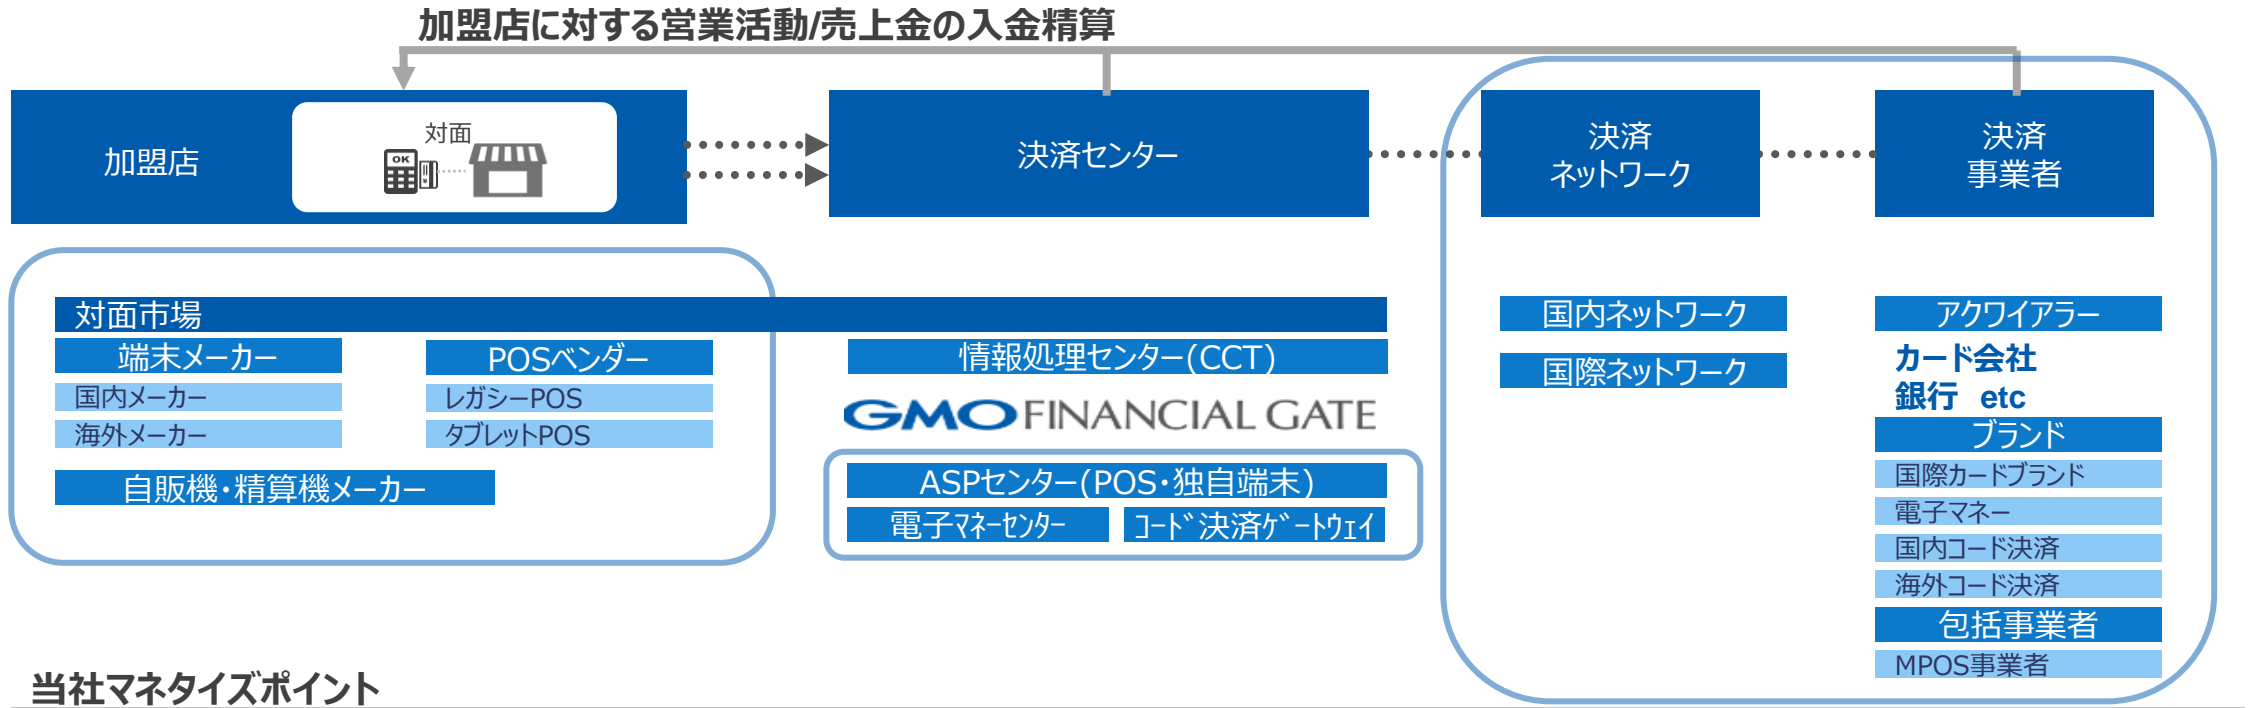 加盟店に対する営業活動/売上金の入金精算
加盟店
対面
OK
決済センター
決済
ネットワーク
決済
事業者
対面市場
端末メーカー
国内メーカー
海外メーカー
POSベンダー
レガシーPOS
タブレットPOS
自販機・精算機メーカー
情報処理センター(CCT)
GMO FINANCIAL GATE
ASPセンター(POS・独自端末)
電子ﾏﾈｰｾﾝﾀｰ
ｺｰﾄﾞ決済ｹﾞｰﾄｳｪｲ
国内ネットワーク
国際ネットワーク
アクワイアラー
カード会社
銀行 etc
ブランド
国際カードブランド
電子マネー
国内コード決済
海外コード決済
包括事業者
MPOS事業者
当社マネタイズポイント